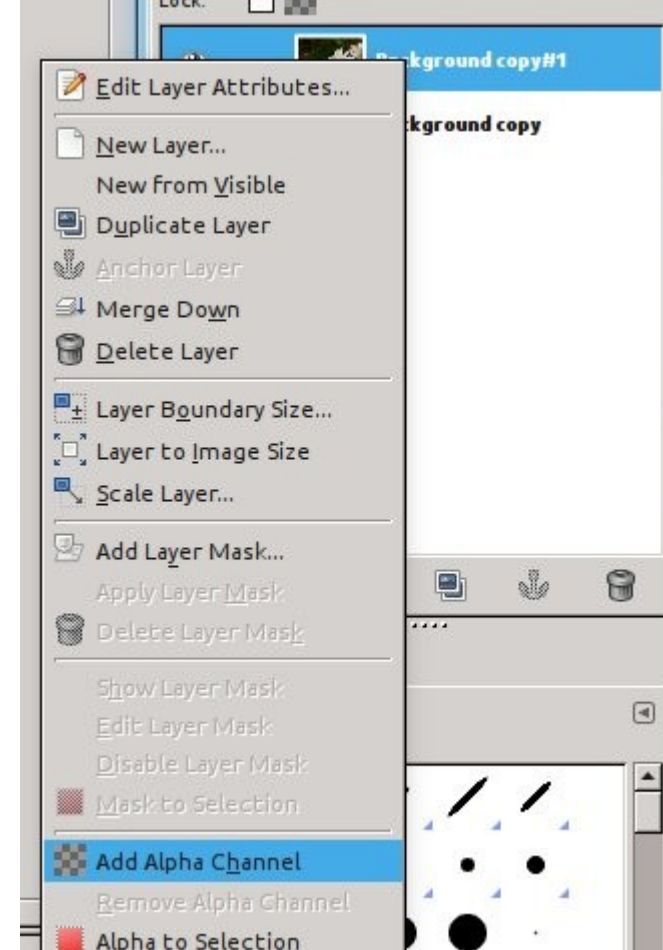 Lock:
Background copy#1
Edit Layer Attributes...
kground copy
New Layer...
New from Visible
Duplicate Layer
Anchor Layer
Merge Down
Delete Layer
Layer Boundary Size...
Layer to Image Size
Scale Layer...
Add Layer Mask...
Apply Layer Mask
Delete Layer Mask
Show Layer Mask
Edit Layer Mask
Disable Layer Mask
Mask to Selection
Add Alpha Channel
Remove Alpha Channel
Alpha to Selection